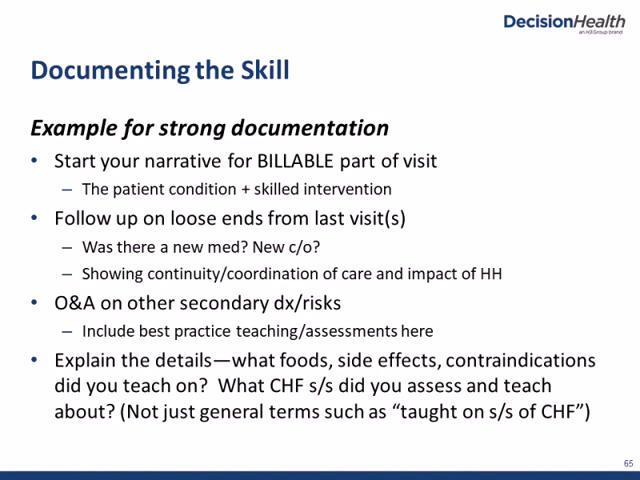 DecisionHealth
an H3.Group brand
Documenting the Skill
Example for strong documentation
• Start your narrative for BILLABLE part of visit
– The patient condition + skilled intervention
• Follow up on loose ends from last visit(s)
– Was there a new med? New c/o?
– Showing continuity/coordination of care and impact of HH
• O&A on other secondary dx/risks
– Include best practice teaching/assessments here
• Explain the details—what foods, side effects, contraindications
did you teach on? What CHF s/s did you assess and teach
about? (Not just general terms such as “taught on s/s of CHF”)
65